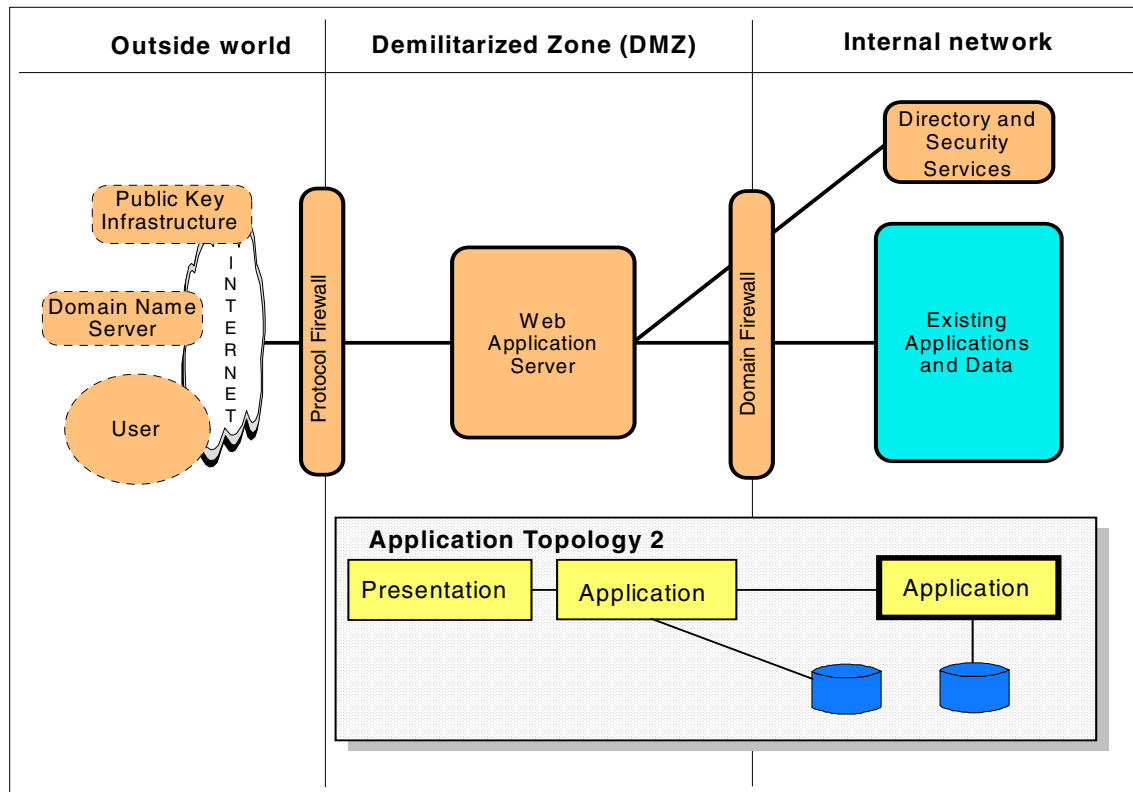 Outside world
Demilitarized Zone (DMZ)
Internal network
Directory and
Security
Services
Public Key
Infrastructure
Domain Name
Server
User
INTERNET
Protocol Firewall
Web
Application
Server
Domain Firewall
Existing
Applications
and Data
Application Topology 2
Presentation
Application
Application